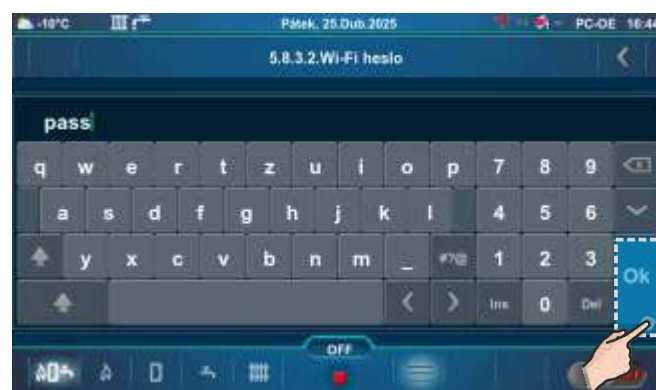 -10°C Pátek, 25.Dub.2025 PC-OE 16:44
5.8.3.2.Wi-Fi heslo
pass
q w e r t z u i o p 7 8 9
a s d f g h j k l 4 5 6
y x c v b n m _ #?@ 1 2 3 Ok
Ins 0 Del
OFF